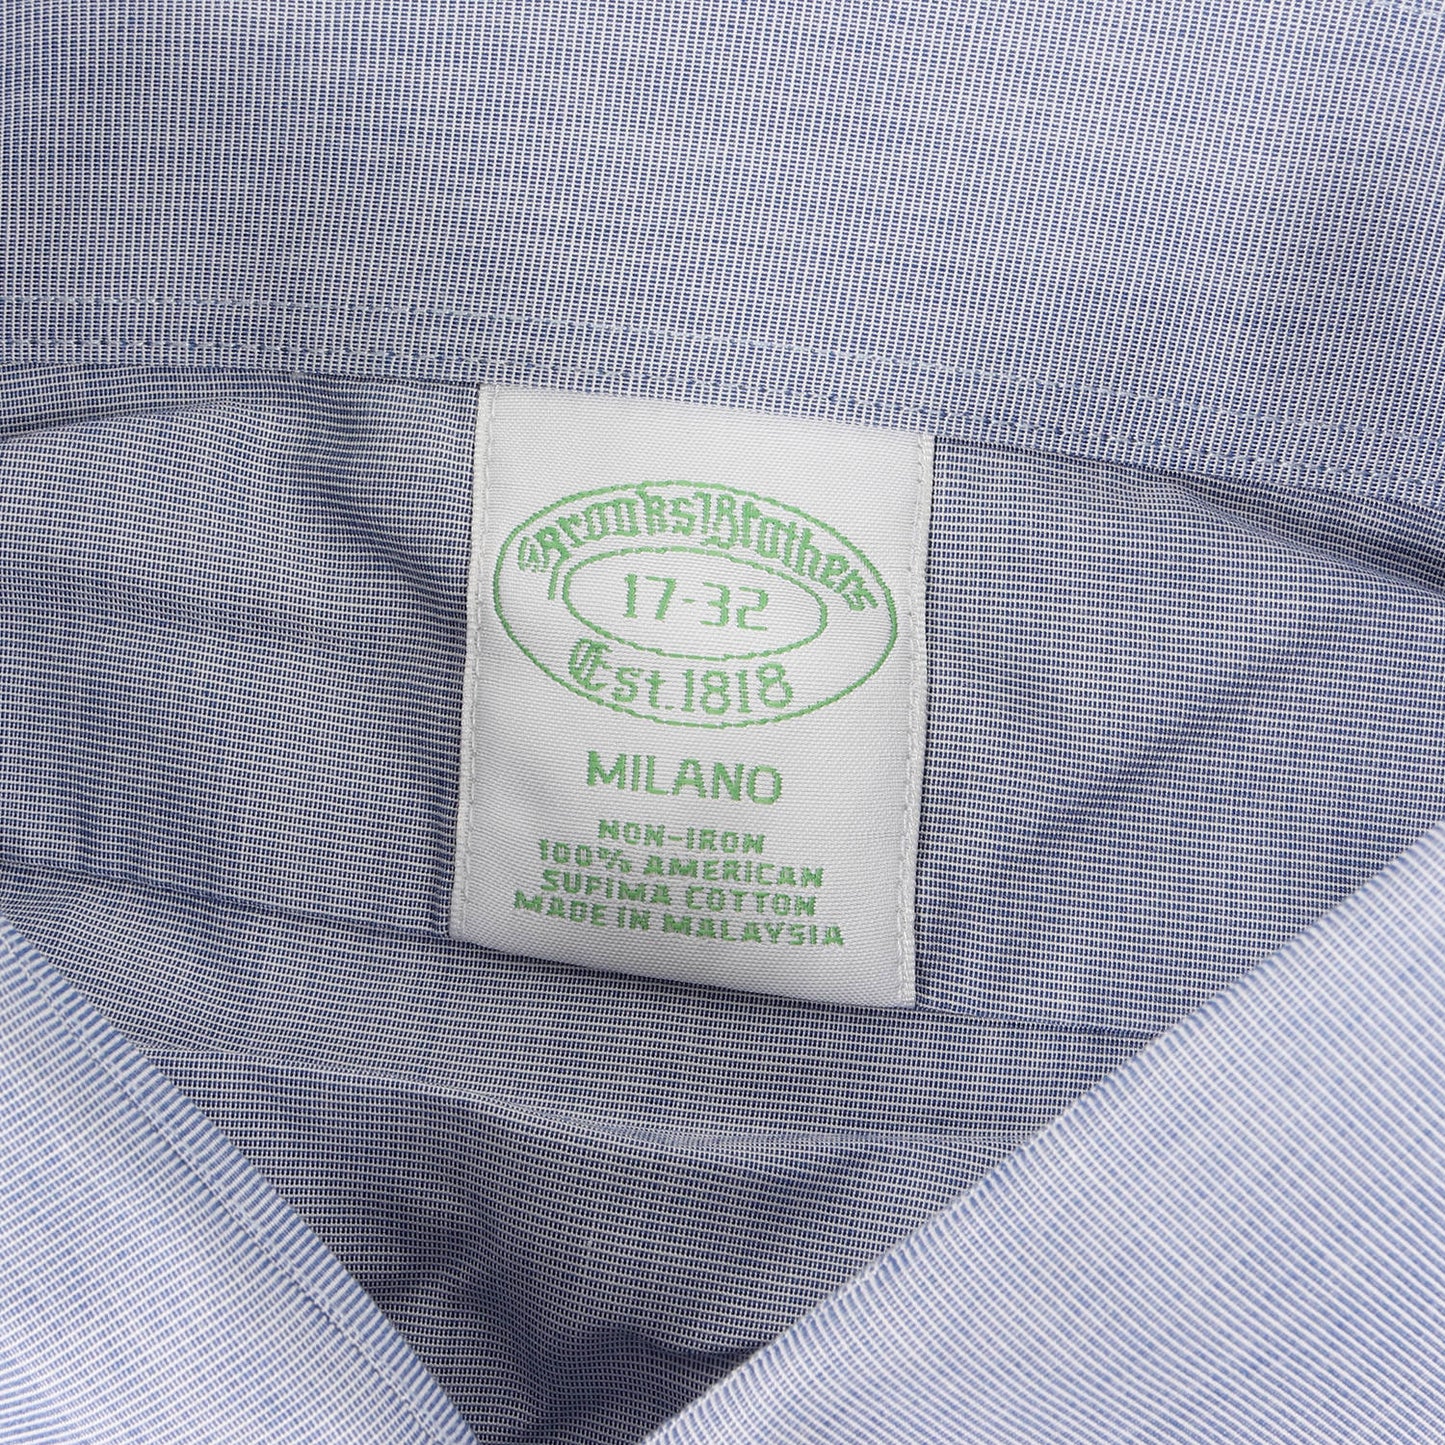 Brooks Brothers
17-32
Est. 1818
MILANO
NON-IRON
100% AMERICAN
SUPIMA COTTON
MADE IN MALAYSIA